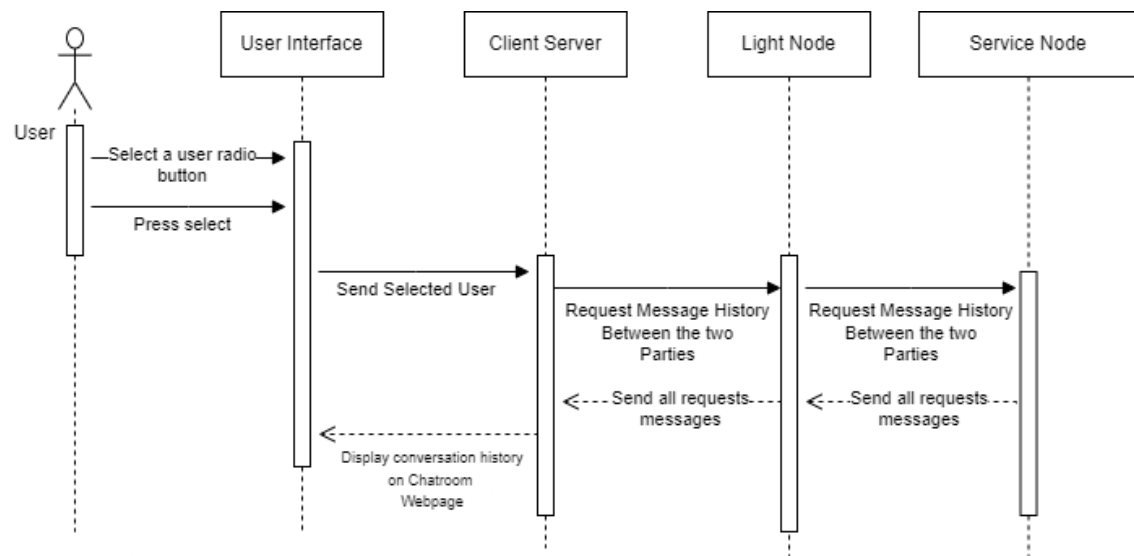 User Interface
Client Server
Light Node
Service Node
User
Select a user radio
button
Press select
Send Selected User
Request Message History
Between the two
Parties
Request Message History
Between the two
Parties
Send all requests
messages
Send all requests
messages
Display conversation history
on Chatroom
Webpage